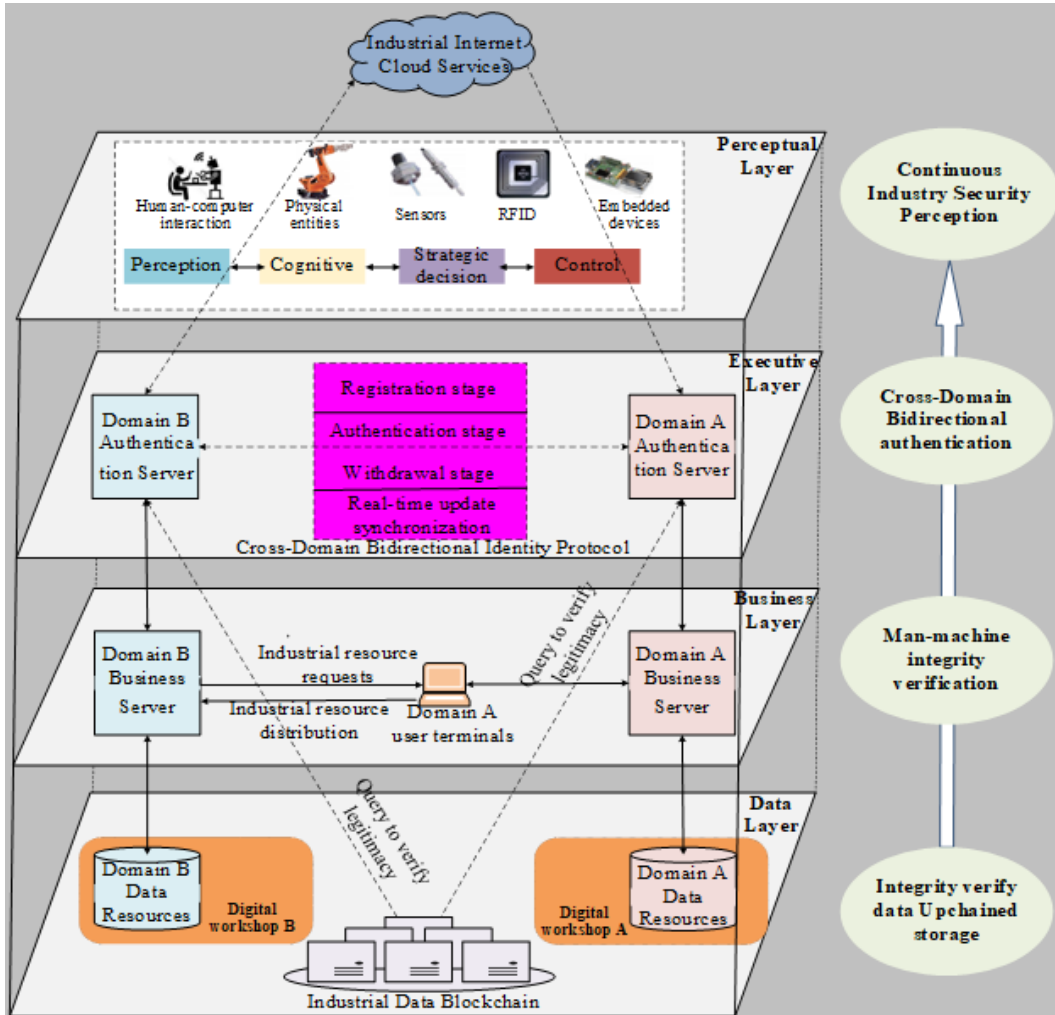 Industrial Internet
Cloud Services
Perceptual
Layer
Human-computer
interaction
Physical
entities
Sensors
RFID
Embedded
devices
Perception
Cognitive
Strategic
decision
Control
Continuous
Industry Security
Perception
Executive
Layer
Domain B
Authentica
tion Server
Registration stage
Authentication stage
Withdrawal stage
Real-time update
synchronization
Domain A
Authentica
tion Server
Cross-Domain Bidirectional Identity Protocol
Cross-Domain
Bidirectional
authentication
Business
Layer
Domain B
Business
Server
Industrial resource
requests
Industrial resource
distribution
Domain A
user terminals
Query to verify
legitimacy
Domain A
Business
Server
Man-machine
integrity
verification
Data
Layer
Query to verify
legitimacy
Domain B
Data
Resources
Digital
workshop B
Domain A
Data
Resources
Digital
workshop A
Industrial Data Blockchain
Integrity verify
data Upchained
storage